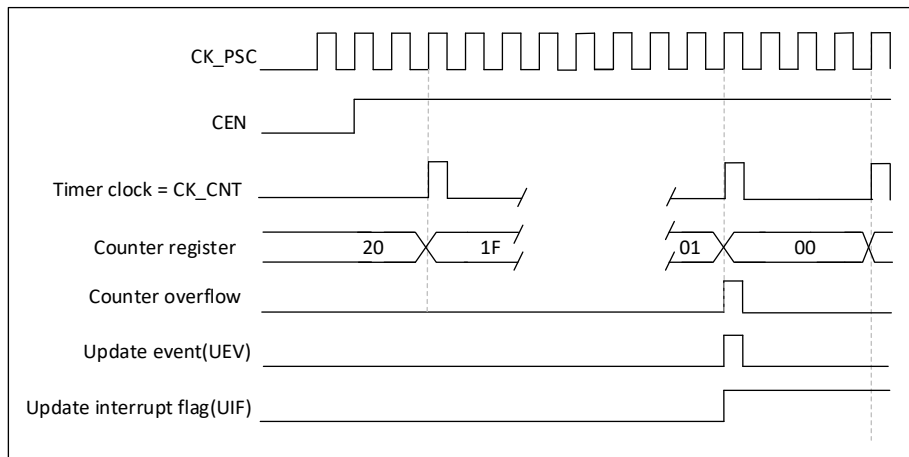 CK_PSC
CEN
Timer clock = CK_CNT
Counter register 20 1F 01 00
Counter overflow
Update event(UEV)
Update interrupt flag(UIF)